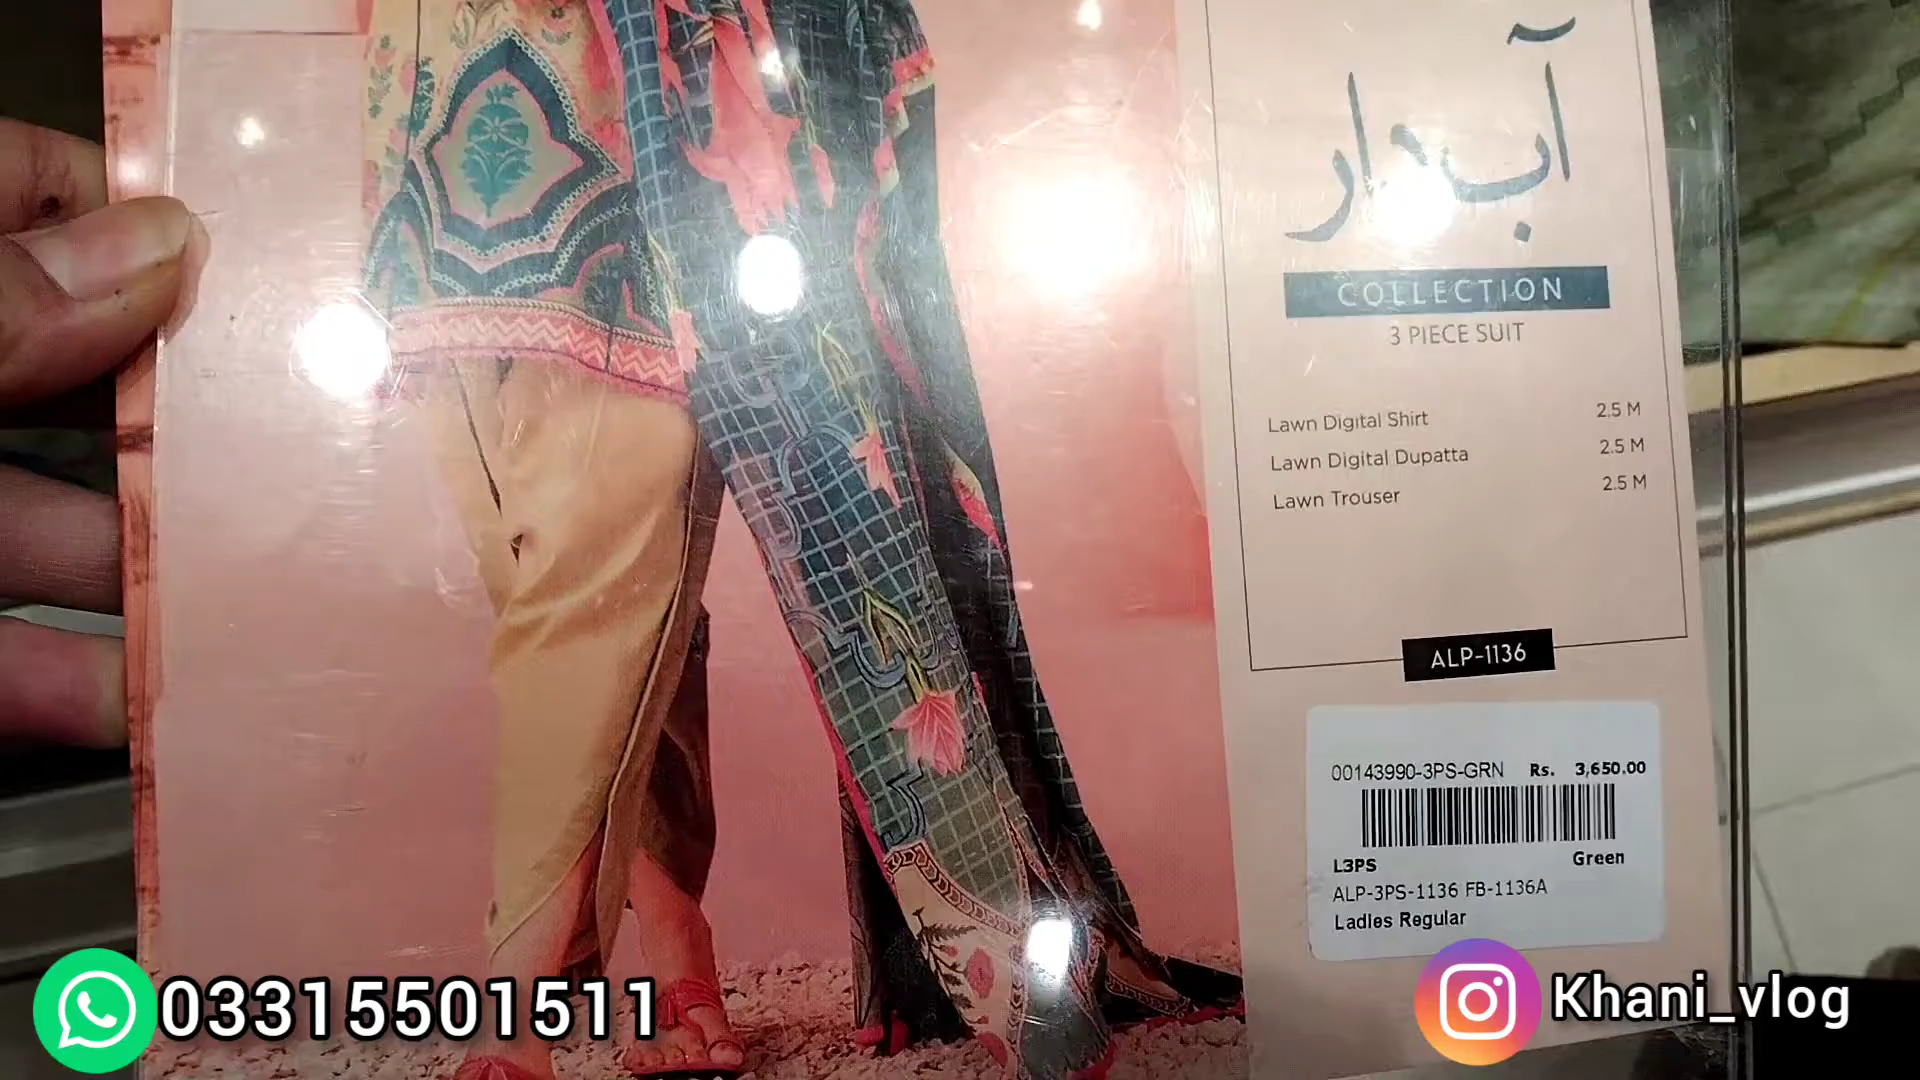 آبدار
COLLECTION
3 PIECE SUIT
Lawn Digital Shirt 2.5 M
Lawn Digital Dupatta 2.5 M
Lawn Trouser 2.5 M
ALP-1136
00143990-3PS-GRN Rs. 3,650.00
L3PS Green
ALP-3PS-1136 FB-1136A
Ladies Regular
03315501511
Khani_vlog